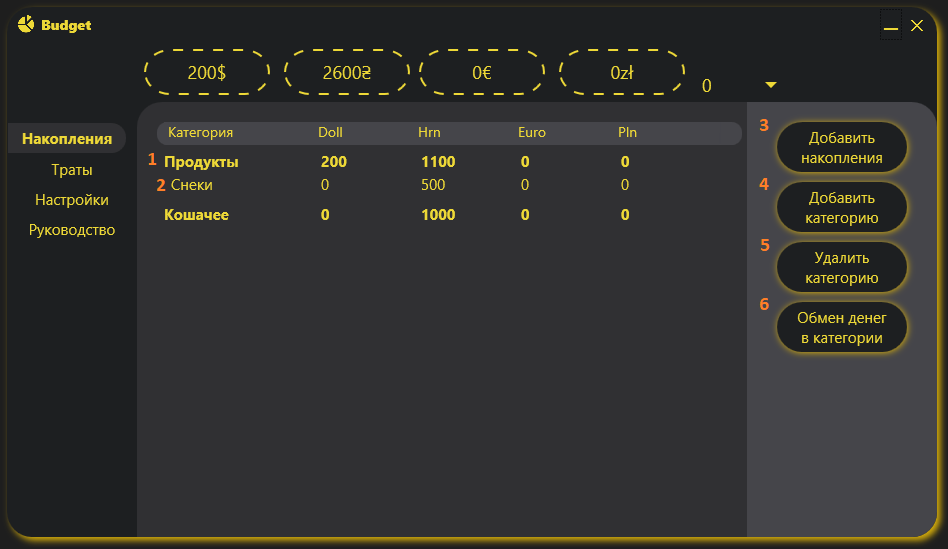 Budget
200$ 2600₴ 0€ 0zł 0
Накопления
Траты
Настройки
Руководство
Категория Doll Hrn Euro Pln
1 Продукты 200 1100 0 0
2 Снеки 0 500 0 0
Кошачее 0 1000 0 0
3 Добавить
накопления
4 Добавить
категорию
5 Удалить
категорию
6 Обмен денег
в категории